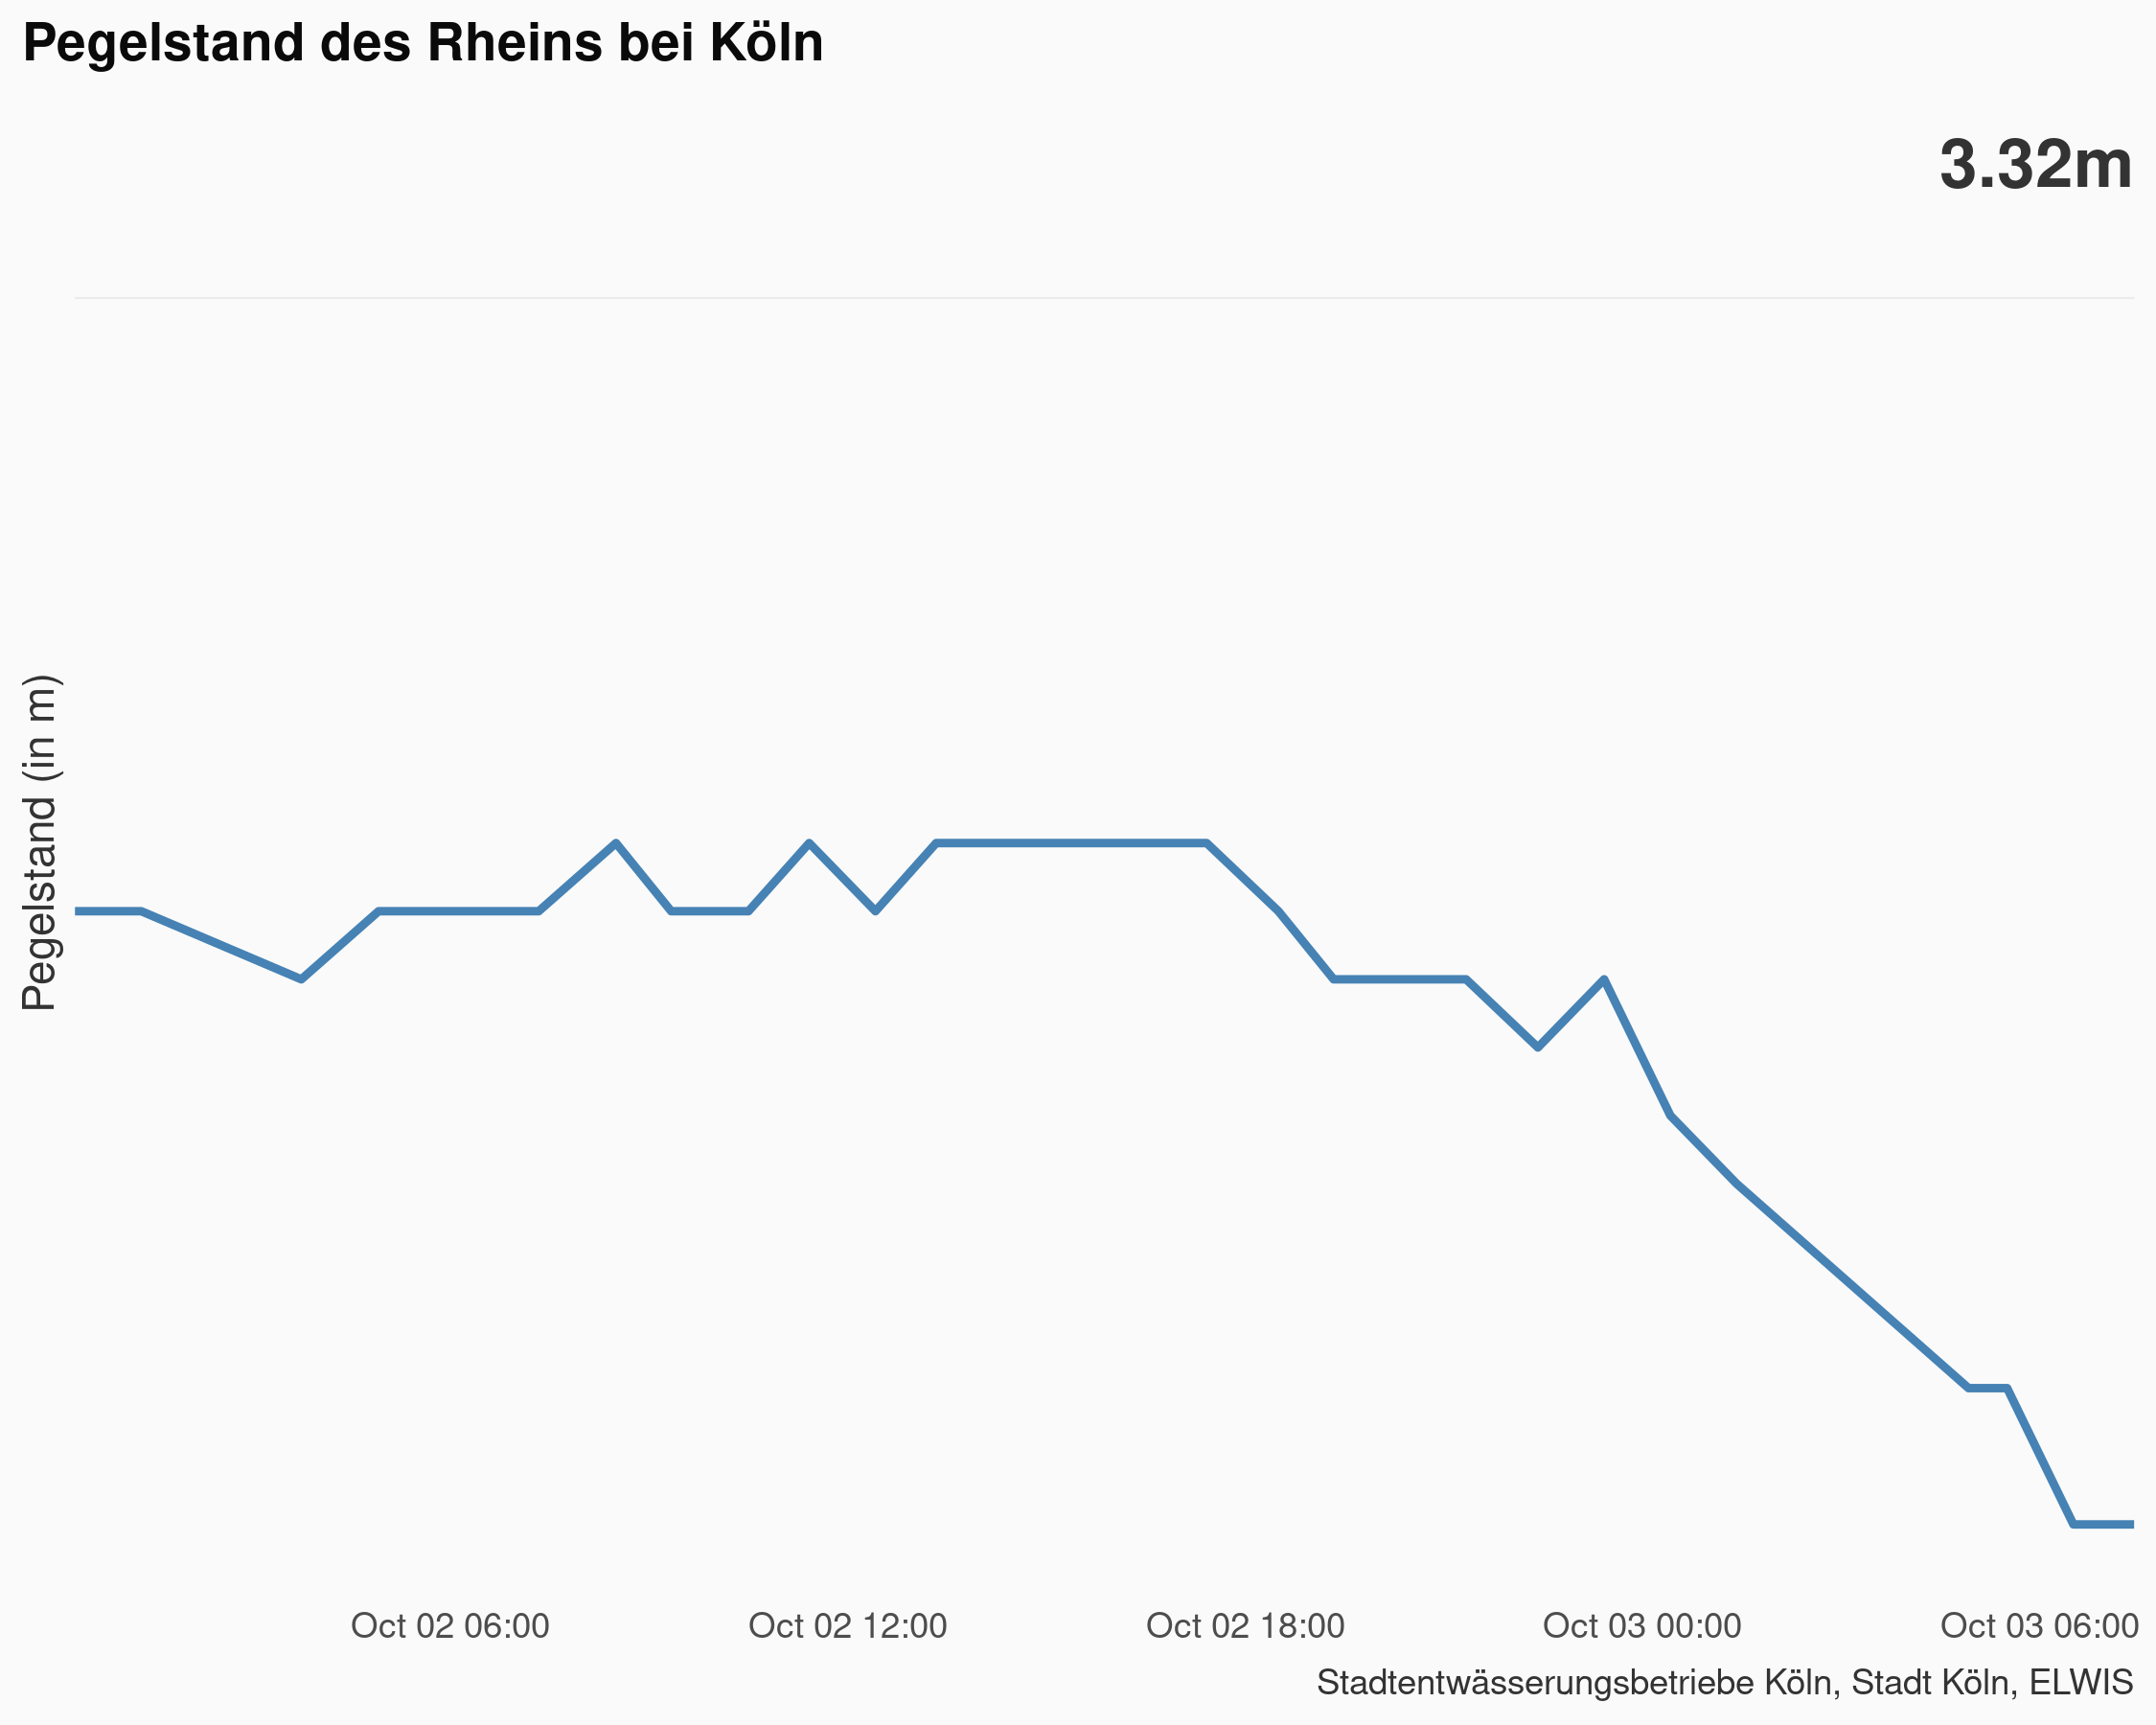 Pegelstand des Rheins bei Köln
3.32m
Pegelstand (in m)
Oct 02 06:00
Oct 02 12:00
Oct 02 18:00
Oct 03 00:00
Oct 03 06:00
Stadtentwässerungsbetriebe Köln, Stadt Köln, ELWIS